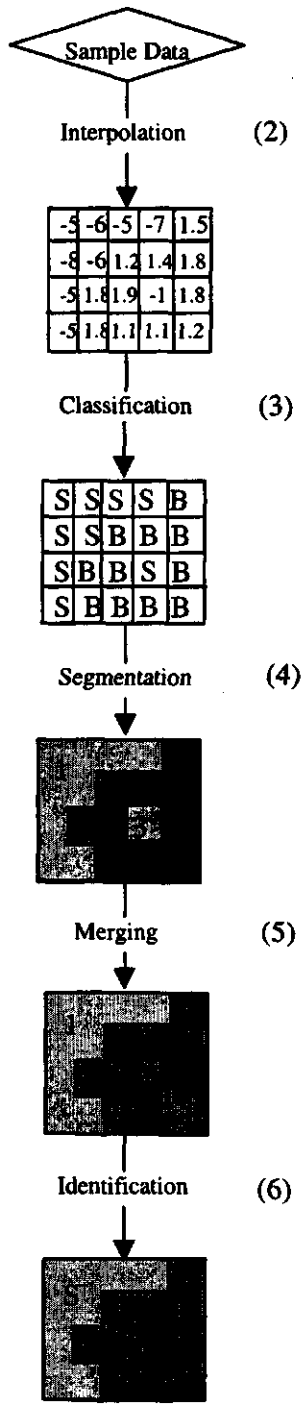 Sample Data
Interpolation (2)
-5 -6 -5 -7 1.5
-8 -6 1.2 1.4 1.8
-5 1.8 1.9 -1 1.8
-5 1.8 1.1 1.1 1.2
Classification (3)
S S S S B
S S B B B
S B B S B
S B B B B
Segmentation (4)
Merging (5)
1
Identification (6)
S